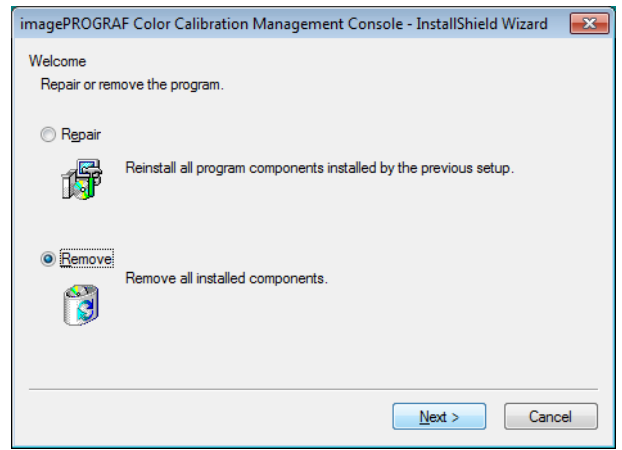 imagePROGRAF Color Calibration Management Console - InstallShield Wizard
Welcome
Repair or remove the program.
Repair
Reinstall all program components installed by the previous setup.
Remove
Remove all installed components.
Next >
Cancel